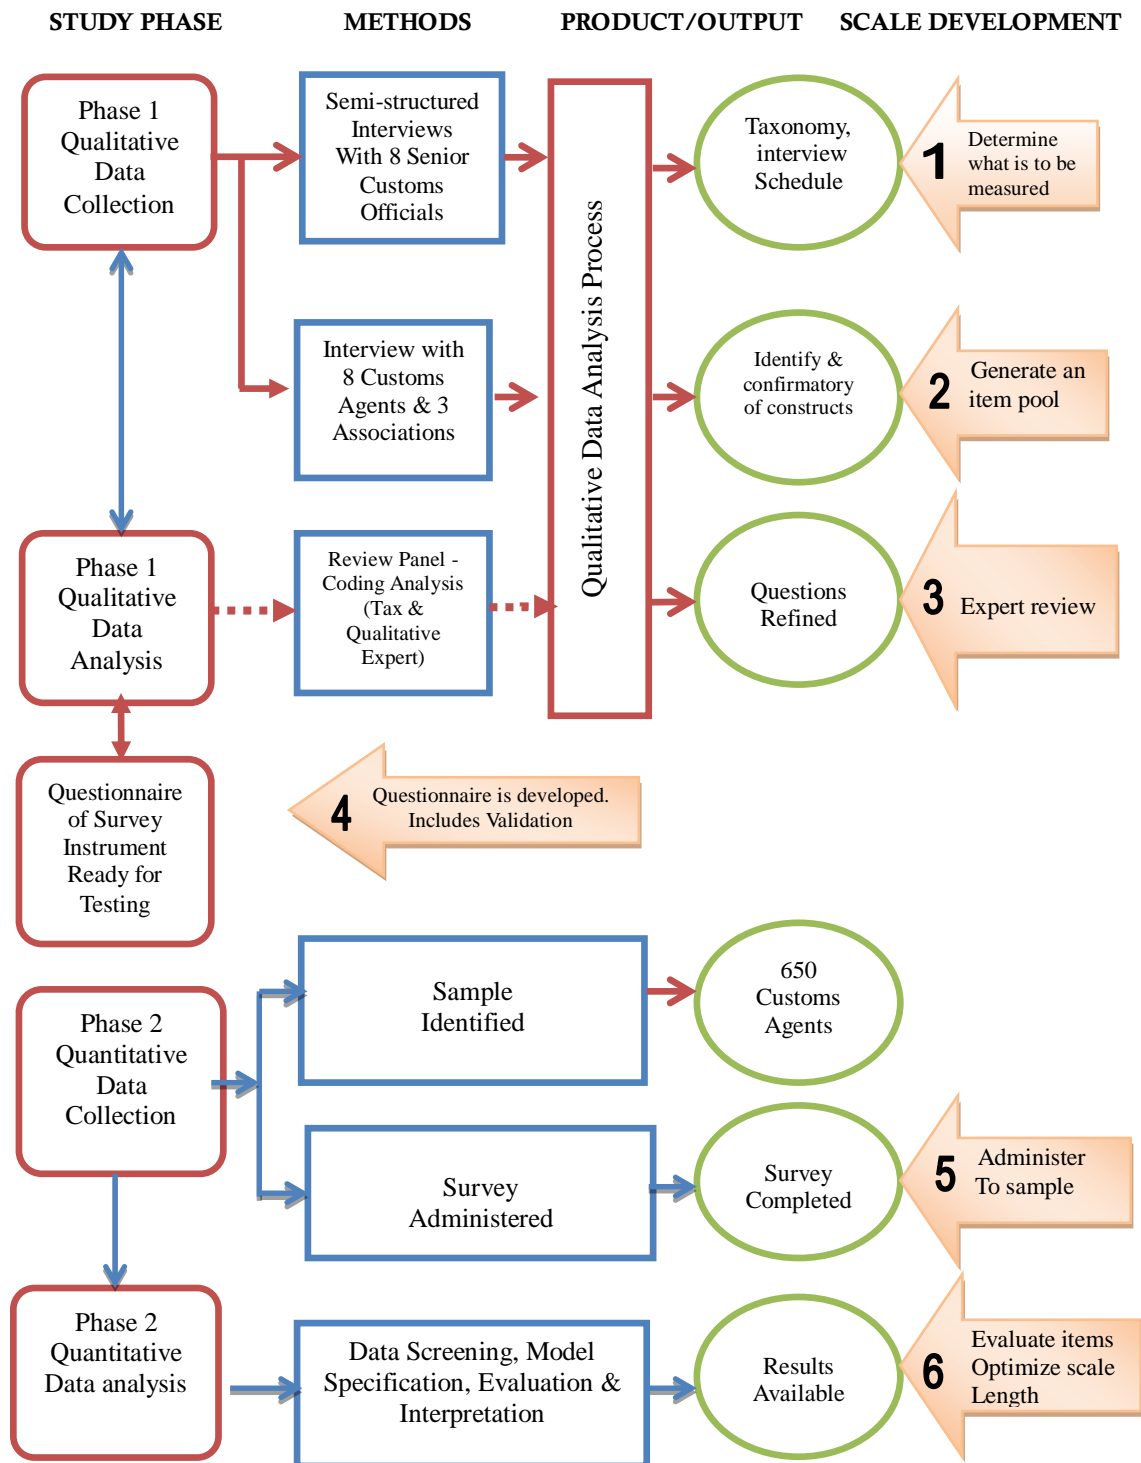 STUDY PHASE METHODS PRODUCT/OUTPUT SCALE DEVELOPMENT
Phase 1
Qualitative
Data
Collection
Semi-structured
Interviews
With 8 Senior
Customs
Officials
Qualitative Data Analysis Process
Taxonomy,
interview
Schedule
1
Determine
what is to be
measured
Interview with
8 Customs
Agents & 3
Associations
Identify &
confirmatory
of constructs
2
Generate an
item pool
Phase 1
Qualitative
Data
Analysis
Review Panel -
Coding Analysis
(Tax &
Qualitative
Expert)
Questions
Refined
3
Expert review
Questionnaire
of Survey
Instrument
Ready for
Testing
4
Questionnaire is developed.
Includes Validation
Phase 2
Quantitative
Data
Collection
Sample
Identified
650
Customs
Agents
Survey
Administered
Survey
Completed
5
Administer
To sample
Phase 2
Quantitative
Data analysis
Data Screening, Model
Specification, Evaluation &
Interpretation
Results
Available
6
Evaluate items
Optimize scale
Length